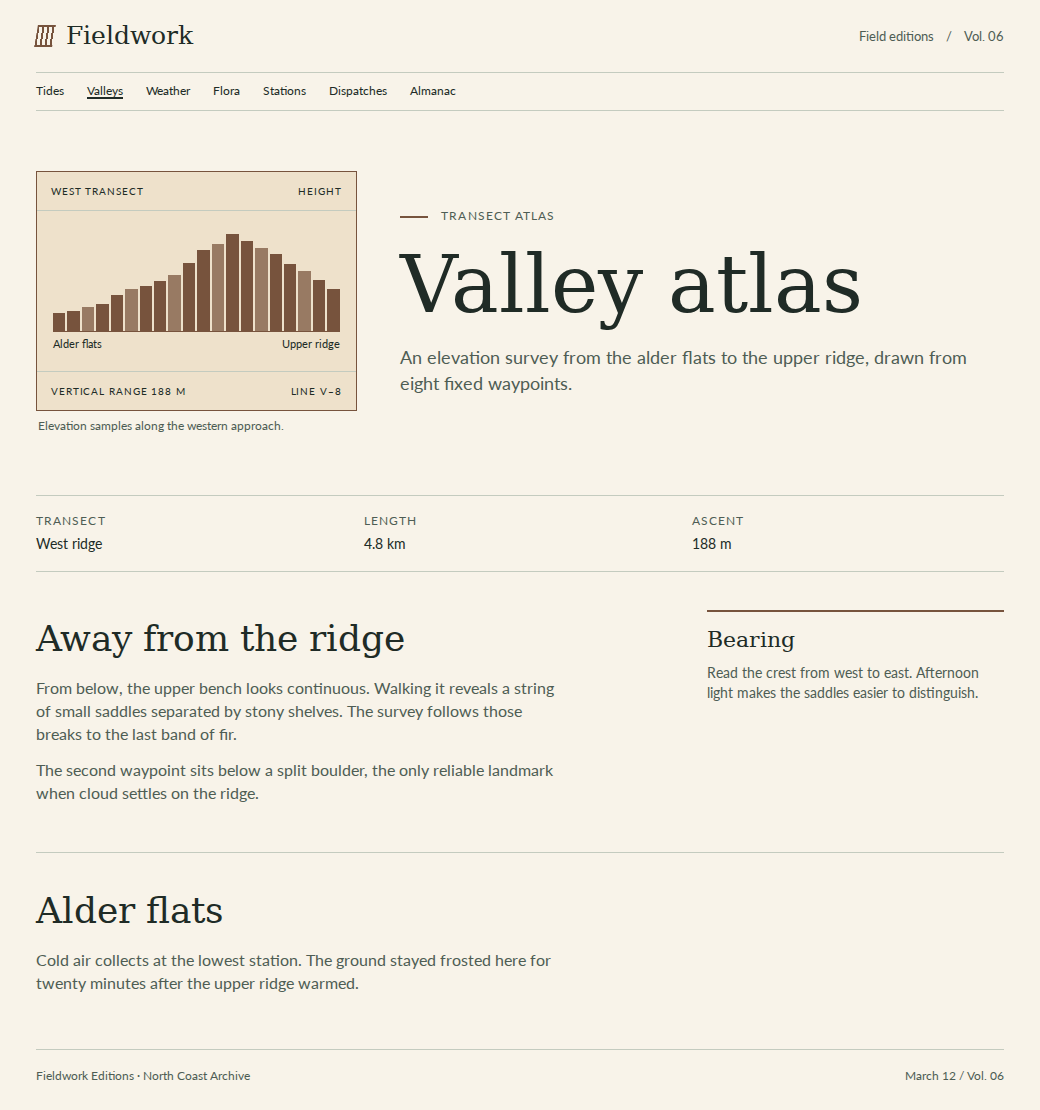 Fieldwork
Field editions / Vol. 06
Tides Valleys Weather Flora Stations Dispatches Almanac
WEST TRANSECT HEIGHT
Alder flats Upper ridge
VERTICAL RANGE 188 M LINE V–8
Elevation samples along the western approach.
TRANSECT ATLAS
Valley atlas
An elevation survey from the alder flats to the upper ridge, drawn from
eight fixed waypoints.
TRANSECT
West ridge
LENGTH
4.8 km
ASCENT
188 m
Away from the ridge
From below, the upper bench looks continuous. Walking it reveals a string
of small saddles separated by stony shelves. The survey follows those
breaks to the last band of fir.
The second waypoint sits below a split boulder, the only reliable landmark
when cloud settles on the ridge.
Bearing
Read the crest from west to east. Afternoon
light makes the saddles easier to distinguish.
Alder flats
Cold air collects at the lowest station. The ground stayed frosted here for
twenty minutes after the upper ridge warmed.
Fieldwork Editions · North Coast Archive
March 12 / Vol. 06